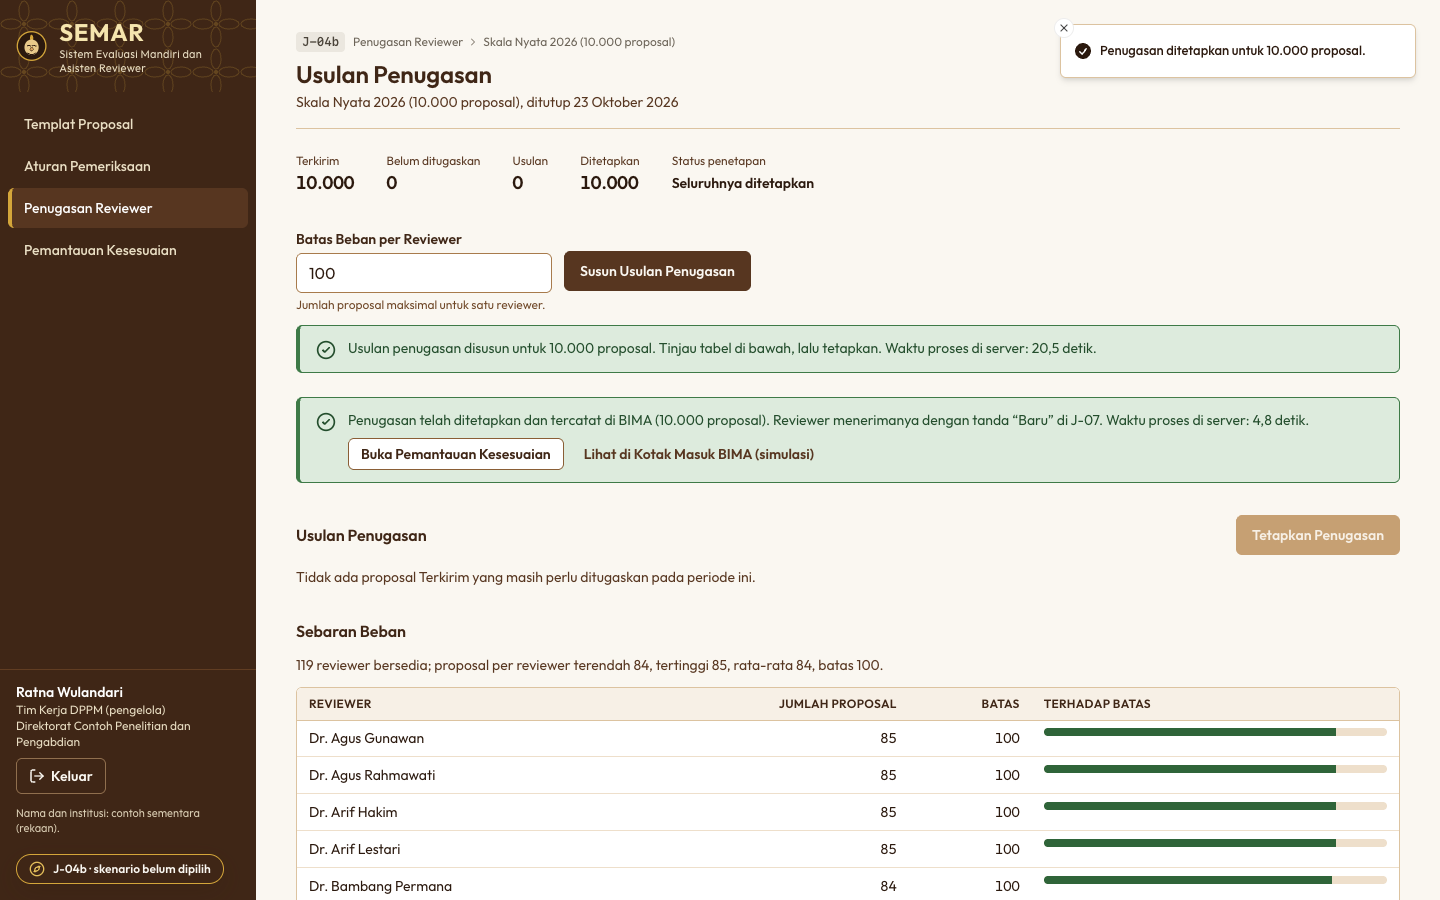 SEMAR
Sistem Evaluasi Mandiri dan
Asisten Reviewer
Templat Proposal
Aturan Pemeriksaan
Penugasan Reviewer
Pemantauan Kesesuaian
Ratna Wulandari
Tim Kerja DPPM (pengelola)
Direktorat Contoh Penelitian dan
Pengabdian
Keluar
Nama dan institusi: contoh sementara
(rekaan).
J-04b · skenario belum dipilih
J-04b Penugasan Reviewer > Skala Nyata 2026 (10.000 proposal)
Usulan Penugasan
Skala Nyata 2026 (10.000 proposal), ditutup 23 Oktober 2026
Penugasan ditetapkan untuk 10.000 proposal.
Terkirim Belum ditugaskan Usulan Ditetapkan Status penetapan
10.000 0 0 10.000 Seluruhnya ditetapkan
Batas Beban per Reviewer
100 Susun Usulan Penugasan
Jumlah proposal maksimal untuk satu reviewer.
Usulan penugasan disusun untuk 10.000 proposal. Tinjau tabel di bawah, lalu tetapkan. Waktu proses di server: 20,5 detik.
Penugasan telah ditetapkan dan tercatat di BIMA (10.000 proposal). Reviewer menerimanya dengan tanda “Baru” di J-07. Waktu proses di server: 4,8 detik.
Buka Pemantauan Kesesuaian Lihat di Kotak Masuk BIMA (simulasi)
Usulan Penugasan Tetapkan Penugasan
Tidak ada proposal Terkirim yang masih perlu ditugaskan pada periode ini.
Sebaran Beban
119 reviewer bersedia; proposal per reviewer terendah 84, tertinggi 85, rata-rata 84, batas 100.
REVIEWER JUMLAH PROPOSAL BATAS TERHADAP BATAS
Dr. Agus Gunawan 85 100
Dr. Agus Rahmawati 85 100
Dr. Arif Hakim 85 100
Dr. Arif Lestari 85 100
Dr. Bambang Permana 84 100